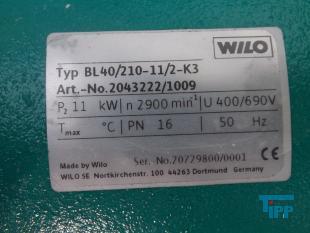 WILO
Typ BL40/210-11/2-K3
Art.-No.2043222/1009
P₂ 11 kW n 2900 min⁻¹ U 400/690V
Tmax °C PN 16 50 Hz
Made by Wilo Ser.-No.20729800/0001 CE
WILO SE Nortkirchenstr. 100 44263 Dortmund Germany
TIPP